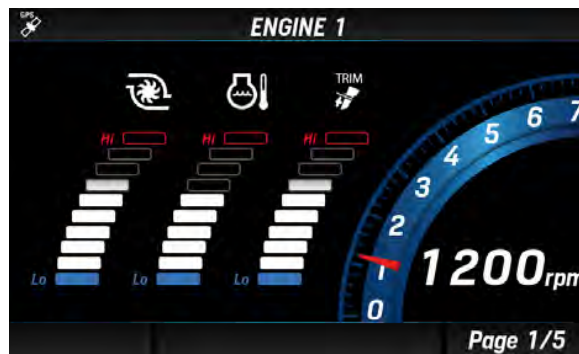 GPS
ENGINE 1
TRIM
Hi Hi Hi
7
6
5
4
3
2
1
0
1200rpm
Lo Lo Lo
Page 1/5